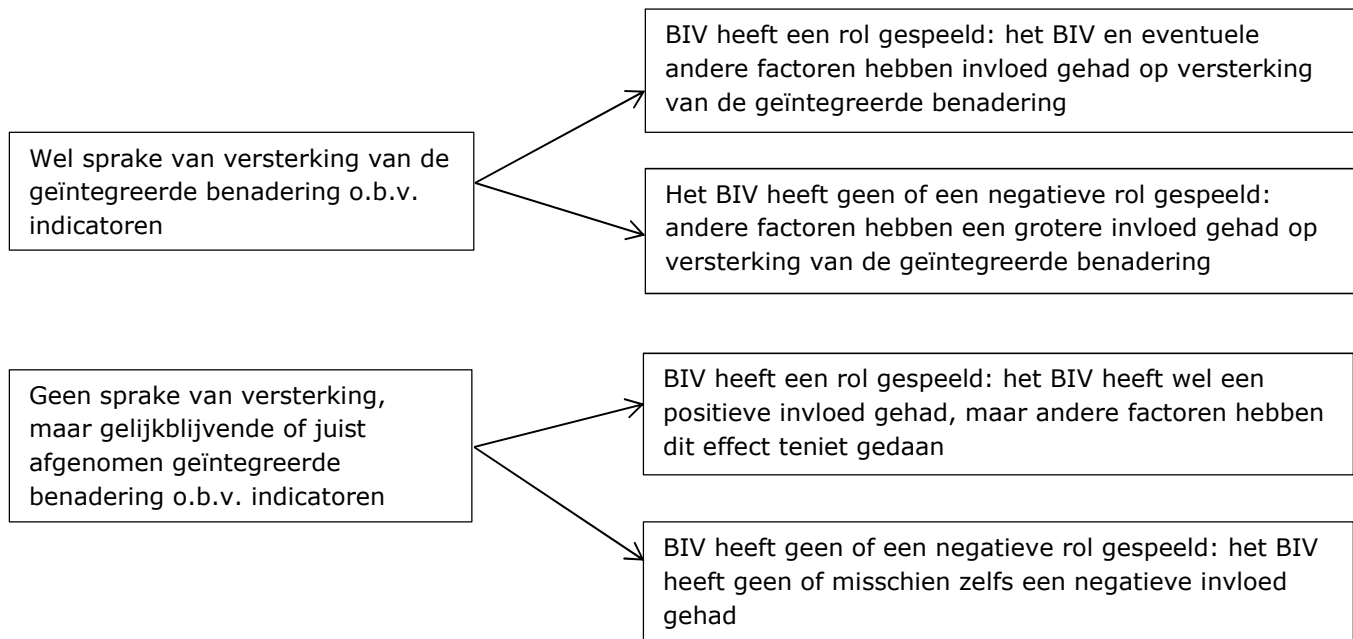 BIV heeft een rol gespeeld: het BIV en eventuele
andere factoren hebben invloed gehad op versterking
van de geïntegreerde benadering
Wel sprake van versterking van de
geïntegreerde benadering o.b.v.
indicatoren
Het BIV heeft geen of een negatieve rol gespeeld:
andere factoren hebben een grotere invloed gehad op
versterking van de geïntegreerde benadering
BIV heeft een rol gespeeld: het BIV heeft wel een
positieve invloed gehad, maar andere factoren hebben
dit effect teniet gedaan
Geen sprake van versterking,
maar gelijkblijvende of juist
afgenomen geïntegreerde
benadering o.b.v. indicatoren
BIV heeft geen of een negatieve rol gespeeld: het BIV
heeft geen of misschien zelfs een negatieve invloed
gehad